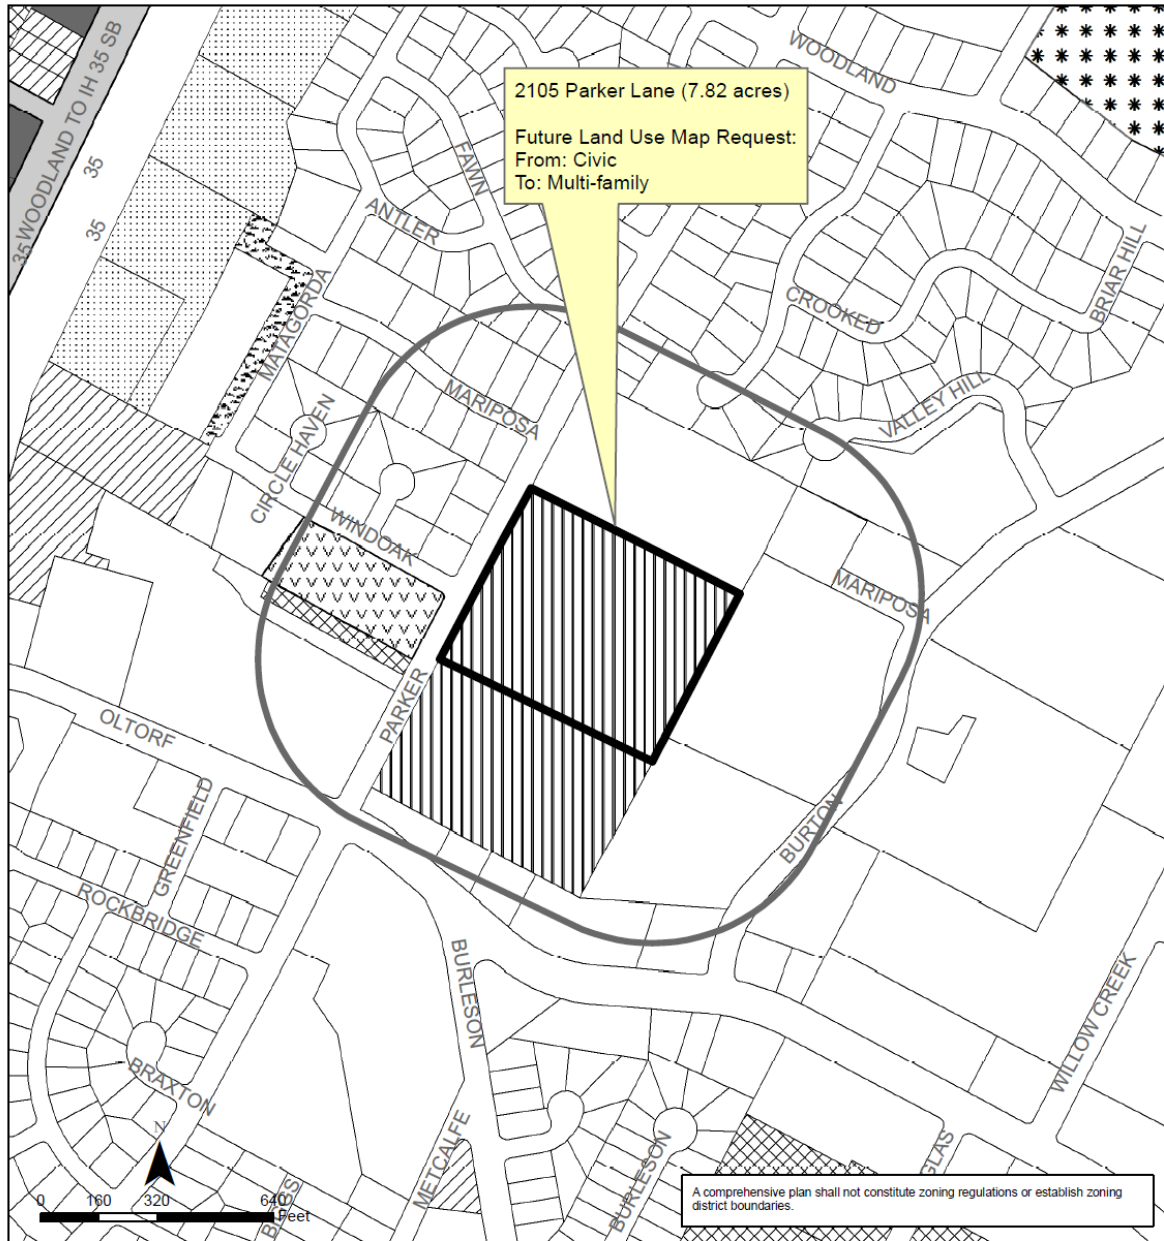 WOODLAND
35 WOODLAND TO IH 35 SB
35
35
2105 Parker Lane (7.82 acres)
Future Land Use Map Request:
From: Civic
To: Multi-family
FAWN
ANTLER
MATAGORDA
CROOKED
BRIAR HILL
MARIPOSA
VALLEY HILL
CIRCLE HAVEN
WINDOAK
MARIPOSA
PARKER
OLTORF
GREENFIELD
BURTON
ROCKBRIDGE
BURLESON
WILLOW CREEK
BRAXTON
METCALFE
BURLESON
GLAS
N
0 160 320 640
Feet
A comprehensive plan shall not constitute zoning regulations or establish zoning
district boundaries.